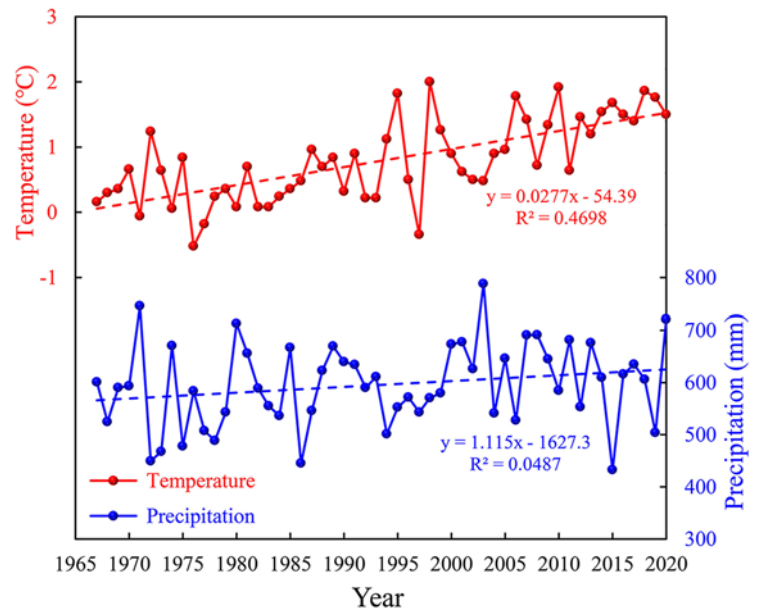 3
2
1
0
-1
Temperature (℃)
y = 0.0277x - 54.39
R² = 0.4698
800
700
600
500
400
300
Precipitation (mm)
y = 1.115x - 1627.3
R² = 0.0487
Temperature
Precipitation
1965 1970 1975 1980 1985 1990 1995 2000 2005 2010 2015 2020
Year